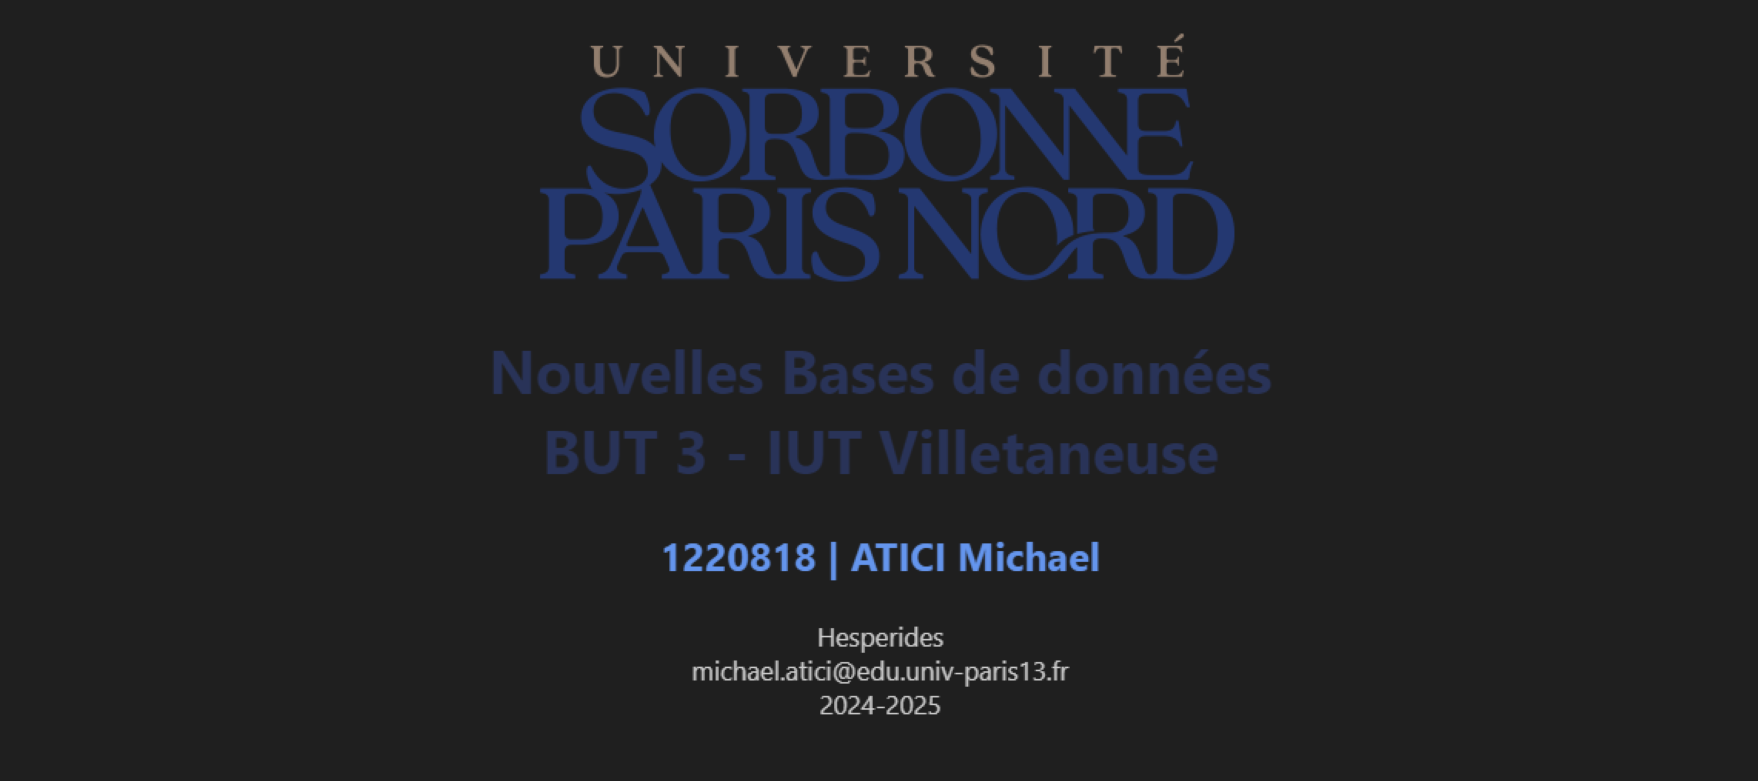 UNIVERSITÉ
SORBONNE
PARIS NORD
Nouvelles Bases de données
BUT 3 - IUT Villetaneuse
1220818 | ATICI Michael
Hesperides
michael.atici@edu.univ-paris13.fr
2024-2025